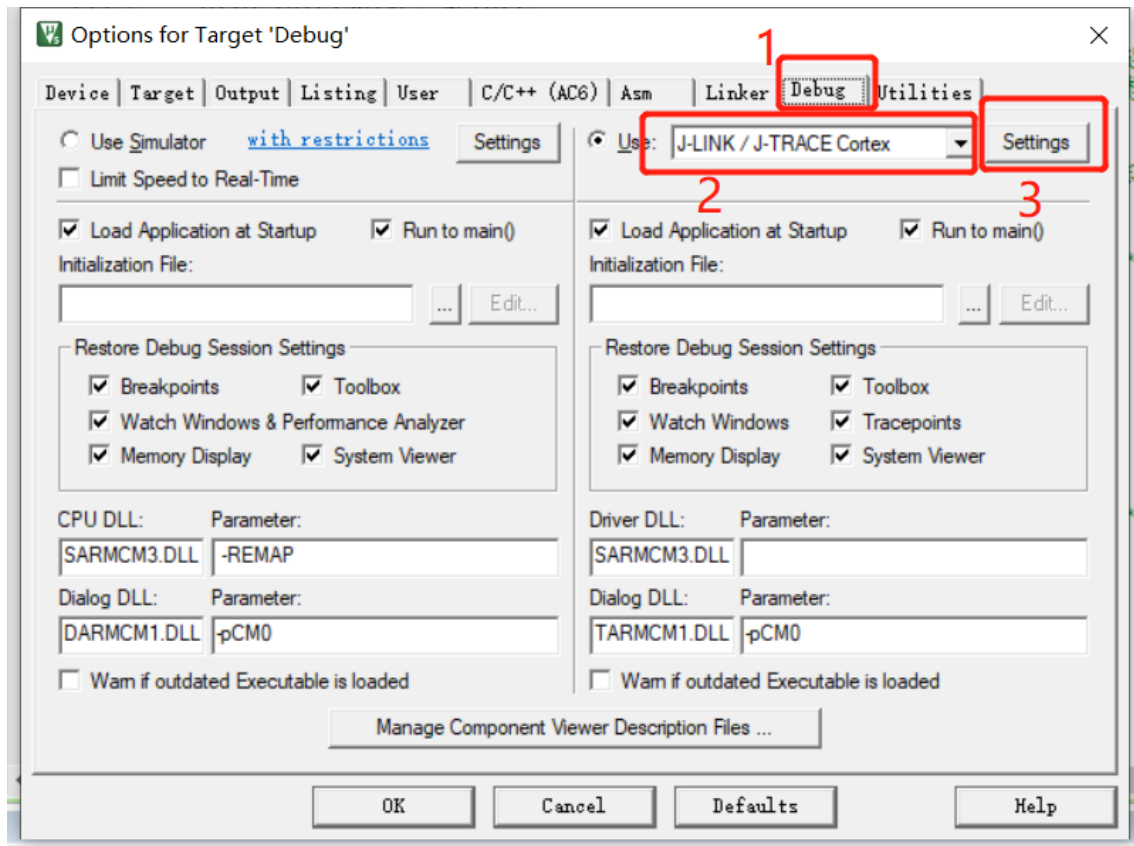 Options for Target 'Debug'
1
Device Target Output Listing User C/C++ (AC6) Asm Linker Debug Utilities
Use Simulator with restrictions Settings
Limit Speed to Real-Time
Use: J-LINK / J-TRACE Cortex Settings
2 3
Load Application at Startup Run to main()
Initialization File:
... Edit...
Restore Debug Session Settings
Breakpoints Toolbox
Watch Windows & Performance Analyzer
Memory Display System Viewer
CPU DLL: Parameter:
SARMCM3.DLL -REMAP
Dialog DLL: Parameter:
DARMCM1.DLL -pCM0
Warn if outdated Executable is loaded
Load Application at Startup Run to main()
Initialization File:
... Edit...
Restore Debug Session Settings
Breakpoints Toolbox
Watch Windows Tracepoints
Memory Display System Viewer
Driver DLL: Parameter:
SARMCM3.DLL
Dialog DLL: Parameter:
TARMCM1.DLL -pCM0
Warn if outdated Executable is loaded
Manage Component Viewer Description Files ...
OK Cancel Defaults Help